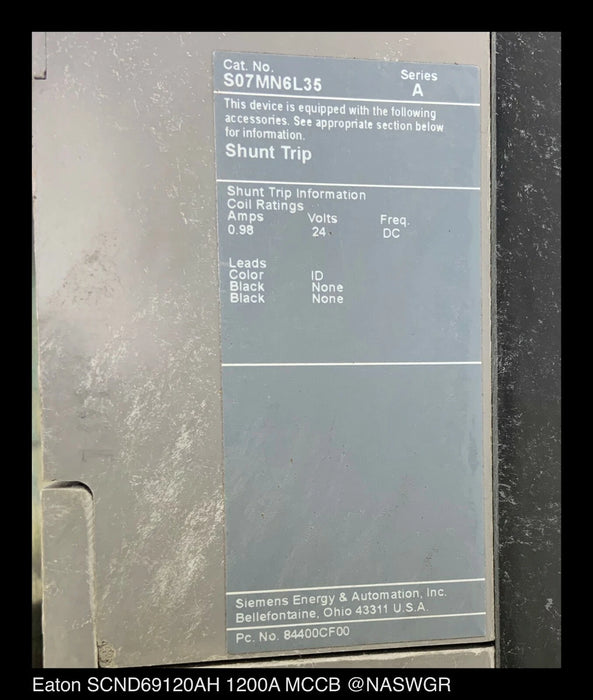 Cat. No.
S07MN6L35
Series
A
This device is equipped with the following
accessories. See appropriate section below
for information.
Shunt Trip
Shunt Trip Information
Coil Ratings
Amps Volts Freq.
0.98 24 DC
Leads
Color ID
Black None
Black None
Siemens Energy & Automation, Inc.
Bellefontaine, Ohio 43311 U.S.A.
Pc. No. 84400CF00
Eaton SCND69120AH 1200A MCCB @NASWGR